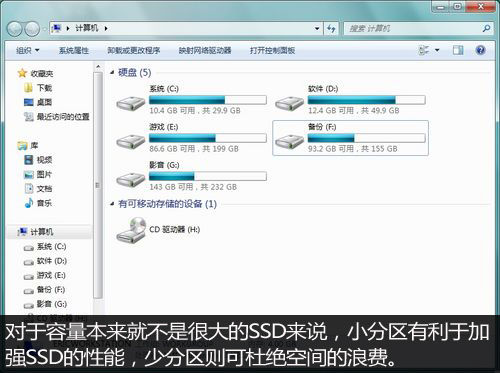 计算机
搜索 计算机
组织 系统属性 卸载或更改程序 映射网络驱动器 打开控制面板
收藏夹
下载
桌面
最近访问的位置
库
视频
图片
文档
音乐
计算机
系统 (C:)
软件 (D:)
游戏 (E:)
备份 (F:)
影音 (G:)
CD 驱动器 (H:)
硬盘 (5)
系统 (C:)
10.4 GB 可用，共 29.9 GB
软件 (D:)
12.4 GB 可用，共 49.9 GB
游戏 (E:)
86.6 GB 可用，共 199 GB
备份 (F:)
93.2 GB 可用，共 155 GB
影音 (G:)
143 GB 可用，共 232 GB
有可移动存储的设备 (1)
CD 驱动器 (H:)
对于容量本来就不是很大的SSD来说，小分区有利于加
强SSD的性能，少分区则可杜绝空间的浪费。